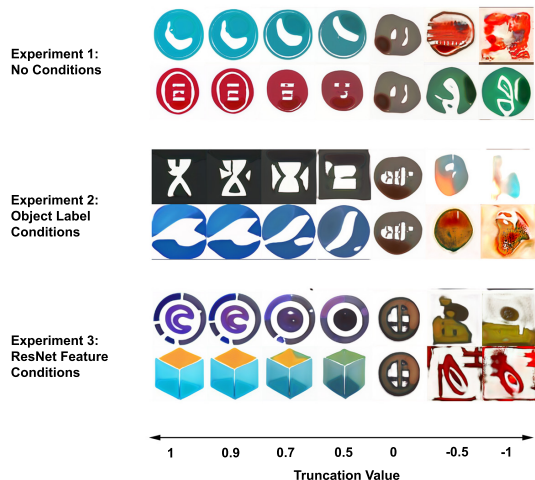 Experiment 1:
No Conditions
Experiment 2:
Object Label
Conditions
Experiment 3:
ResNet Feature
Conditions
1 0.9 0.7 0.5 0 -0.5 -1
Truncation Value